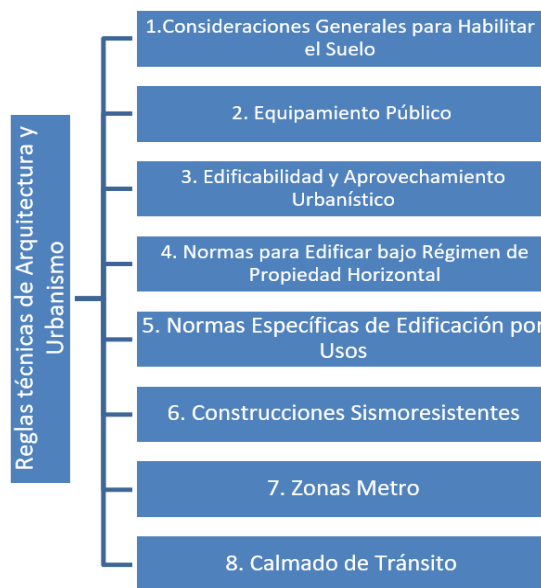 Reglas técnicas de Arquitectura y
Urbanismo
1.Consideraciones Generales para Habilitar
el Suelo
2. Equipamiento Público
3. Edificabilidad y Aprovechamiento
Urbanístico
4. Normas para Edificar bajo Régimen de
Propiedad Horizontal
5. Normas Específicas de Edificación por
Usos
6. Construcciones Sismoresistentes
7. Zonas Metro
8. Calmado de Tránsito